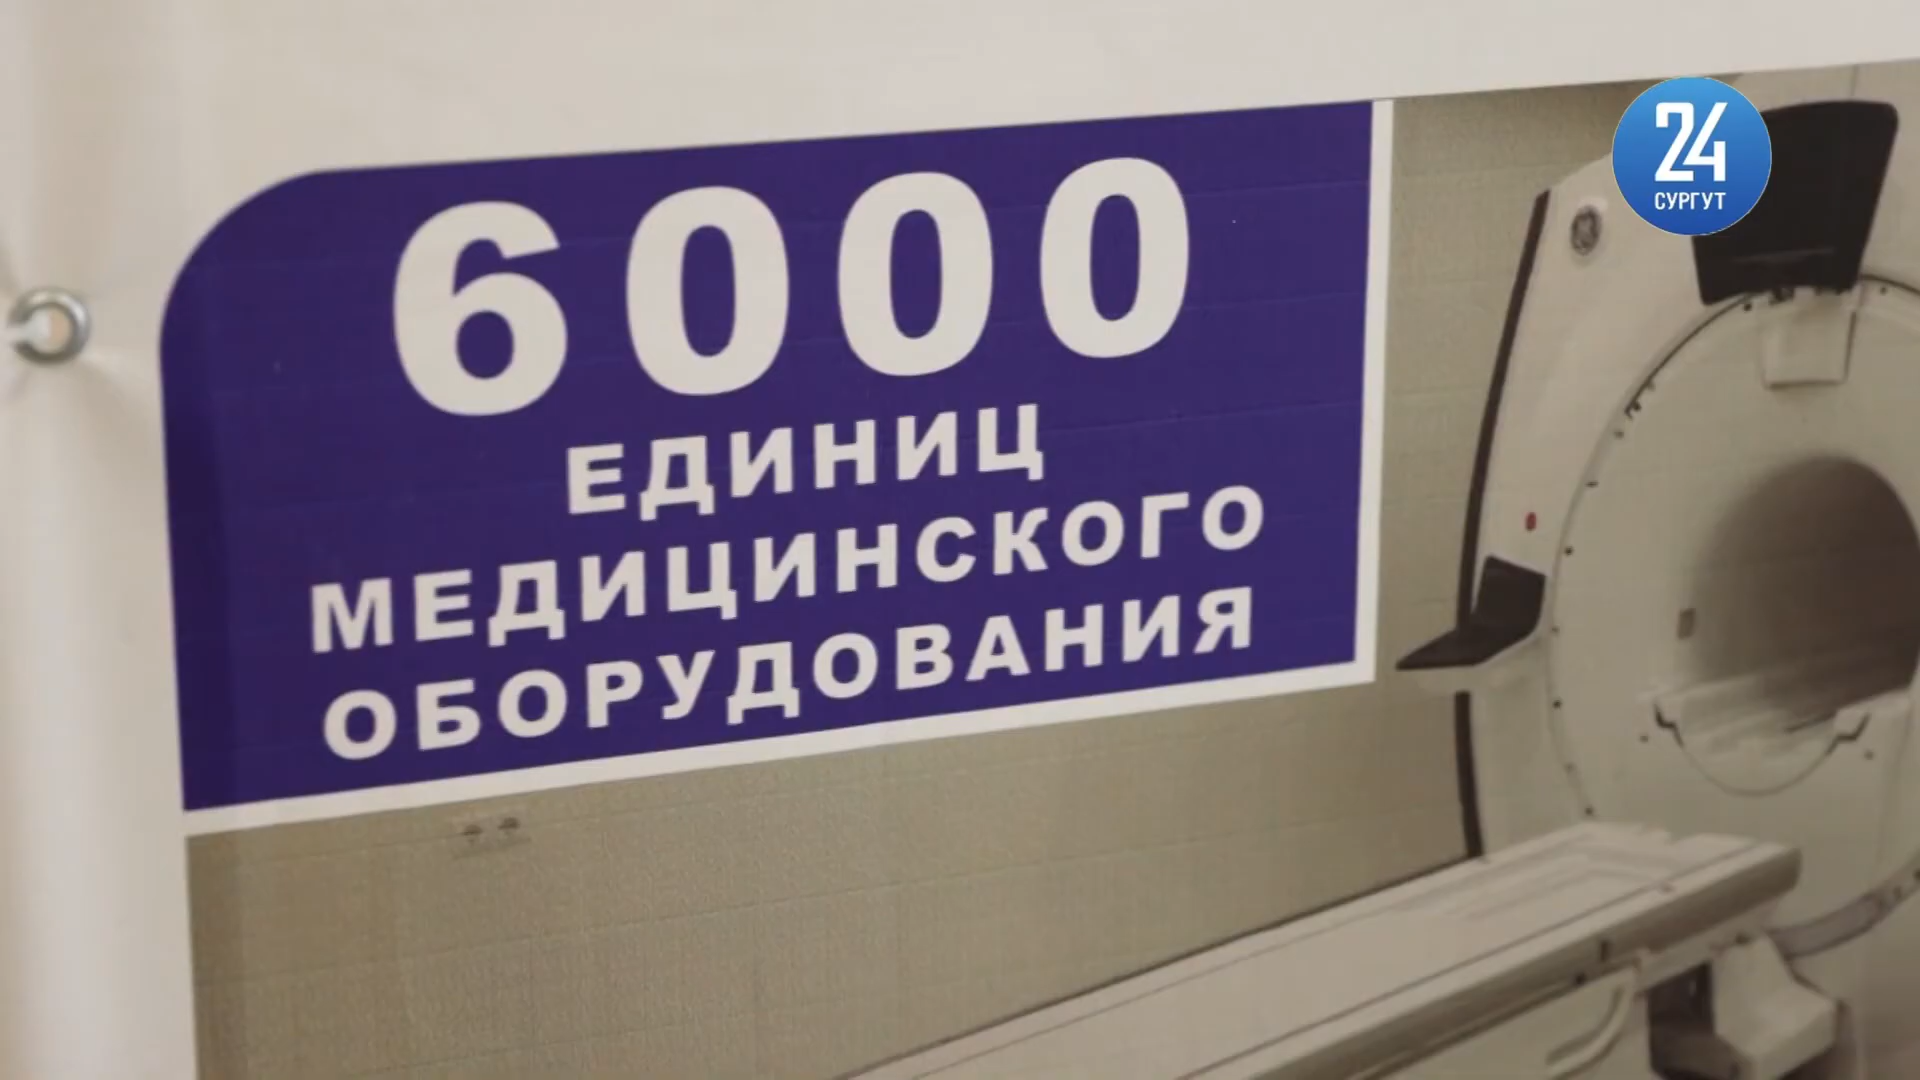 6000
ЕДИНИЦ
МЕДИЦИНСКОГО
ОБОРУДОВАНИЯ
24
СУРГУТ